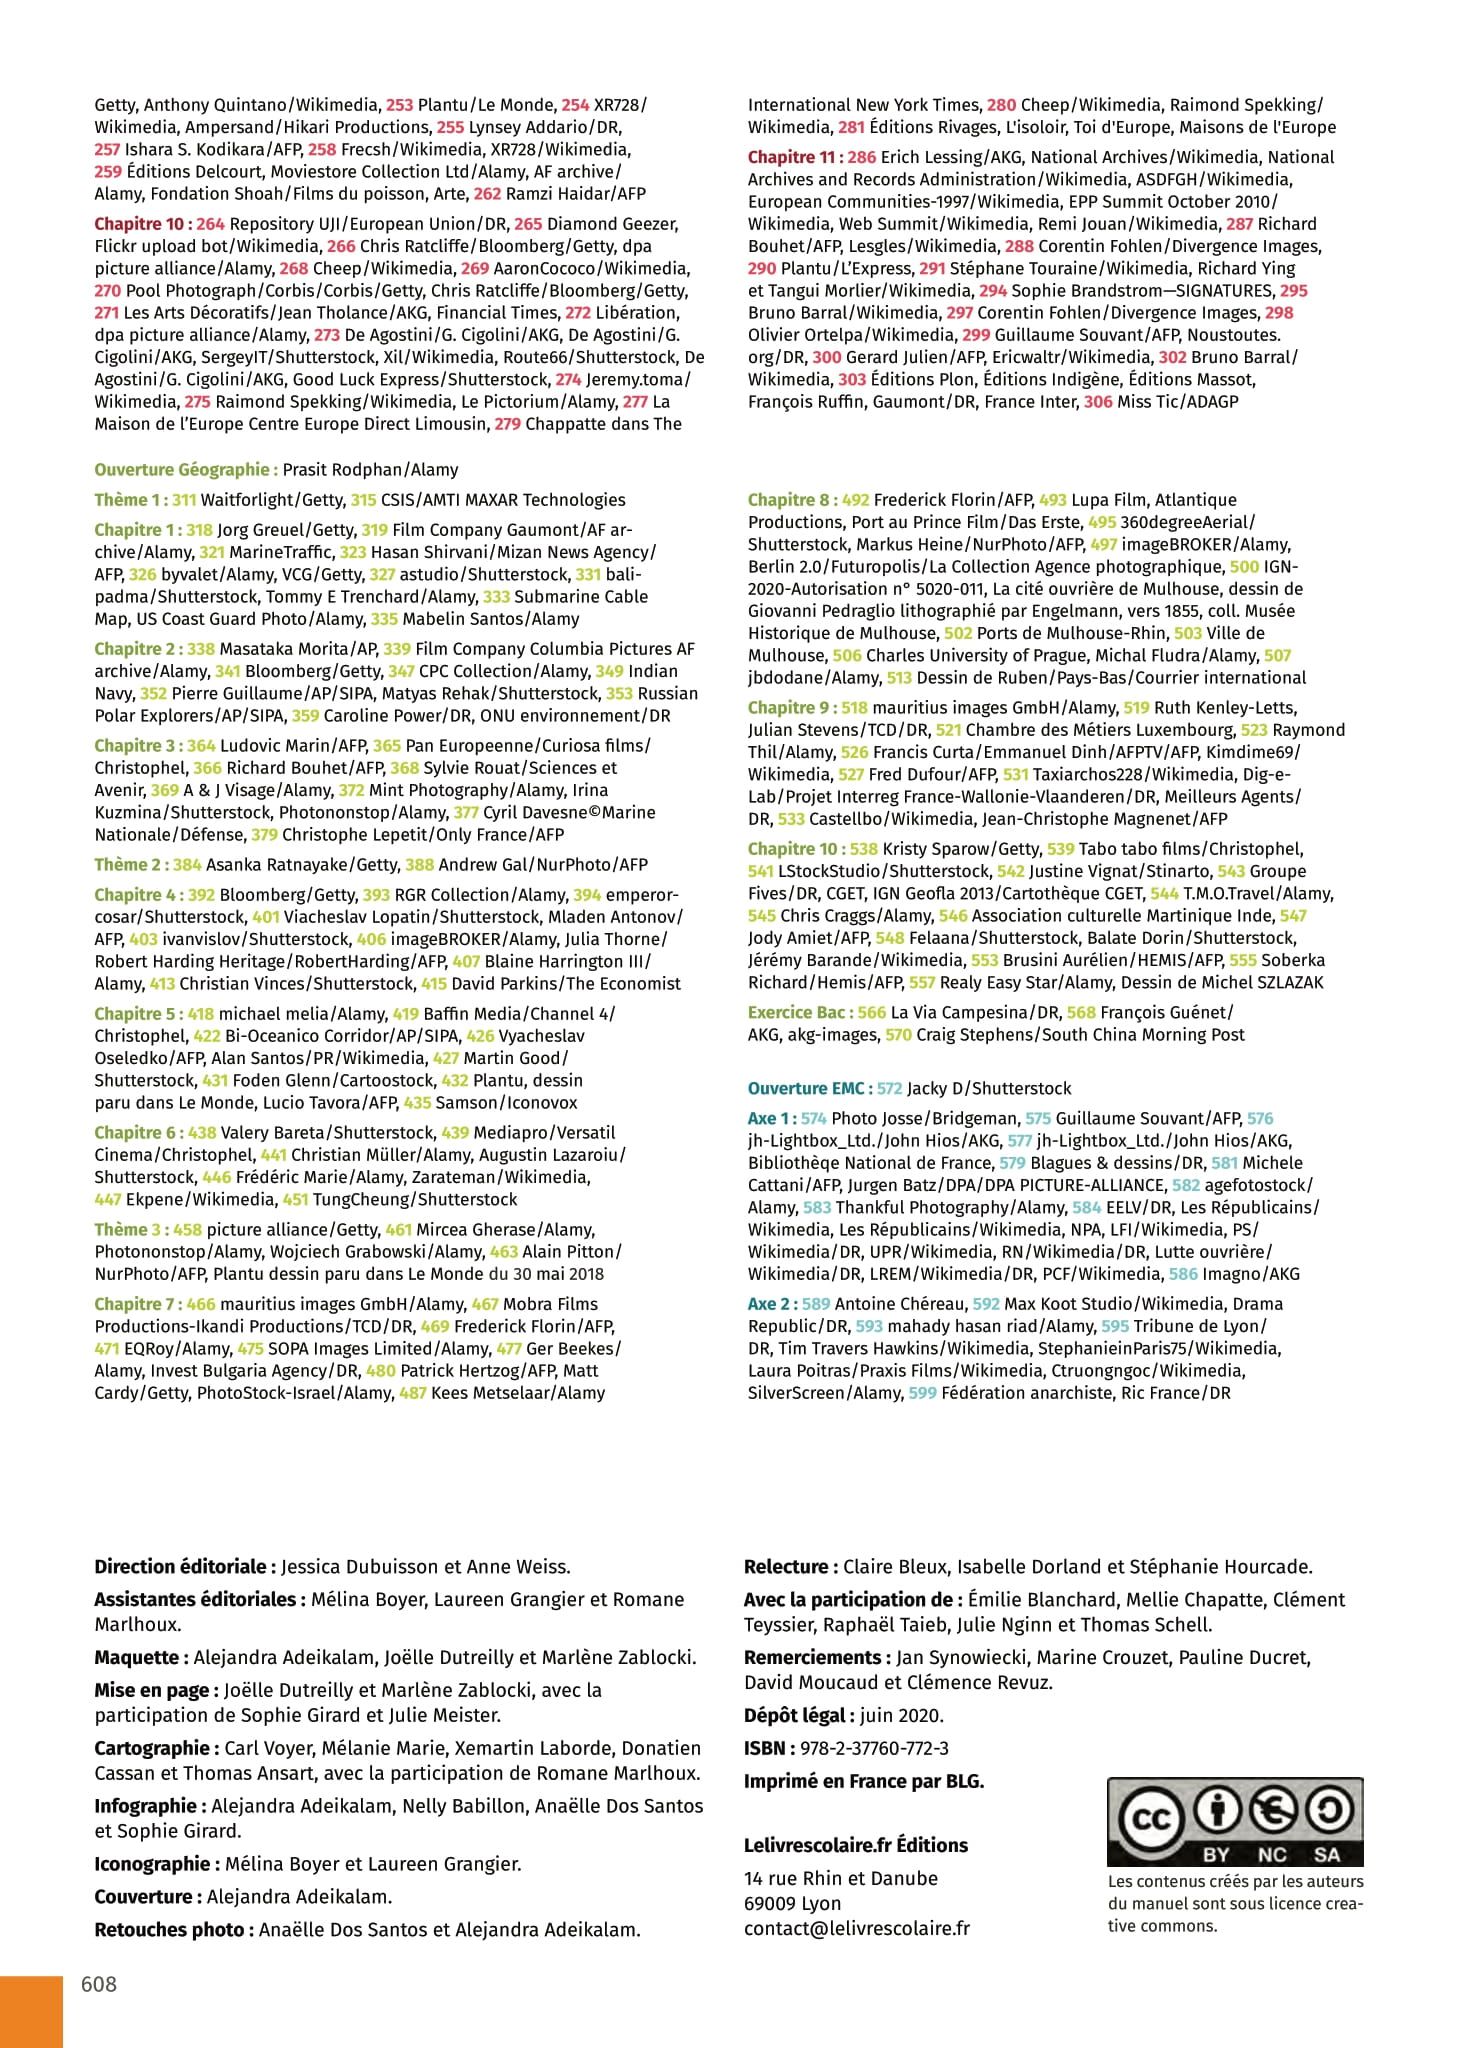 Getty, Anthony Quintano/Wikimedia, 253 Plantu/Le Monde, 254 XR728/
Wikimedia, Ampersand/Hikari Productions, 255 Lynsey Addario/DR,
257 Ishara S. Kodikara/AFP, 258 Frecsh/Wikimedia, XR728/Wikimedia,
259 Éditions Delcourt, Moviestore Collection Ltd/Alamy, AF archive/
Alamy, Fondation Shoah/Films du poisson, Arte, 262 Ramzi Haidar/AFP
Chapitre 10 : 264 Repository UJI/European Union/DR, 265 Diamond Geezer,
Flickr upload bot/Wikimedia, 266 Chris Ratcliffe/Bloomberg/Getty, dpa
picture alliance/Alamy, 268 Cheep/Wikimedia, 269 AaronCococo/Wikimedia,
270 Pool Photograph/Corbis/Corbis/Getty, Chris Ratcliffe/Bloomberg/Getty,
271 Les Arts Décoratifs/Jean Tholance/AKG, Financial Times, 272 Libération,
dpa picture alliance/Alamy, 273 De Agostini/G. Cigolini/AKG, De Agostini/G.
Cigolini/AKG, SergeyIT/Shutterstock, Xil/Wikimedia, Route66/Shutterstock, De
Agostini/G. Cigolini/AKG, Good Luck Express/Shutterstock, 274 Jeremy.toma/
Wikimedia, 275 Raimond Spekking/Wikimedia, Le Pictorium/Alamy, 277 La
Maison de l’Europe Centre Europe Direct Limousin, 279 Chappatte dans The
International New York Times, 280 Cheep/Wikimedia, Raimond Spekking/
Wikimedia, 281 Éditions Rivages, L'isoloir, Toi d'Europe, Maisons de l'Europe
Chapitre 11 : 286 Erich Lessing/AKG, National Archives/Wikimedia, National
Archives and Records Administration/Wikimedia, ASDFGH/Wikimedia,
European Communities-1997/Wikimedia, EPP Summit October 2010/
Wikimedia, Web Summit/Wikimedia, Remi Jouan/Wikimedia, 287 Richard
Bouhet/AFP, Lesgles/Wikimedia, 288 Corentin Fohlen/Divergence Images,
290 Plantu/L’Express, 291 Stéphane Touraine/Wikimedia, Richard Ying
et Tangui Morlier/Wikimedia, 294 Sophie Brandstrom—SIGNATURES, 295
Bruno Barral/Wikimedia, 297 Corentin Fohlen/Divergence Images, 298
Olivier Ortelpa/Wikimedia, 299 Guillaume Souvant/AFP, Noustoutes.
org/DR, 300 Gerard Julien/AFP, Ericwaltr/Wikimedia, 302 Bruno Barral/
Wikimedia, 303 Éditions Plon, Éditions Indigène, Éditions Massot,
François Ruffin, Gaumont/DR, France Inter, 306 Miss Tic/ADAGP
Ouverture Géographie : Prasit Rodphan/Alamy
Thème 1 : 311 Waitforlight/Getty, 315 CSIS/AMTI MAXAR Technologies
Chapitre 1 : 318 Jorg Greuel/Getty, 319 Film Company Gaumont/AF ar-
chive/Alamy, 321 MarineTraffic, 323 Hasan Shirvani/Mizan News Agency/
AFP, 326 byvalet/Alamy, VCG/Getty, 327 astudio/Shutterstock, 331 bali-
padma/Shutterstock, Tommy E Trenchard/Alamy, 333 Submarine Cable
Map, US Coast Guard Photo/Alamy, 335 Mabelin Santos/Alamy
Chapitre 2 : 338 Masataka Morita/AP, 339 Film Company Columbia Pictures AF
archive/Alamy, 341 Bloomberg/Getty, 347 CPC Collection/Alamy, 349 Indian
Navy, 352 Pierre Guillaume/AP/SIPA, Matyas Rehak/Shutterstock, 353 Russian
Polar Explorers/AP/SIPA, 359 Caroline Power/DR, ONU environnement/DR
Chapitre 3 : 364 Ludovic Marin/AFP, 365 Pan Europeenne/Curiosa films/
Christophel, 366 Richard Bouhet/AFP, 368 Sylvie Rouat/Sciences et
Avenir, 369 A & J Visage/Alamy, 372 Mint Photography/Alamy, Irina
Kuzmina/Shutterstock, Photononstop/Alamy, 377 Cyril Davesne©Marine
Nationale/Défense, 379 Christophe Lepetit/Only France/AFP
Thème 2 : 384 Asanka Ratnayake/Getty, 388 Andrew Gal/NurPhoto/AFP
Chapitre 4 : 392 Bloomberg/Getty, 393 RGR Collection/Alamy, 394 emperor-
cosar/Shutterstock, 401 Viacheslav Lopatin/Shutterstock, Mladen Antonov/
AFP, 403 ivanvislov/Shutterstock, 406 imageBROKER/Alamy, Julia Thorne/
Robert Harding Heritage/RobertHarding/AFP, 407 Blaine Harrington III/
Alamy, 413 Christian Vinces/Shutterstock, 415 David Parkins/The Economist
Chapitre 5 : 418 michael melia/Alamy, 419 Baffin Media/Channel 4/
Christophel, 422 Bi-Oceanico Corridor/AP/SIPA, 426 Vyacheslav
Oseledko/AFP, Alan Santos/PR/Wikimedia, 427 Martin Good/
Shutterstock, 431 Foden Glenn/Cartoostock, 432 Plantu, dessin
paru dans Le Monde, Lucio Tavora/AFP, 435 Samson/Iconovox
Chapitre 6 : 438 Valery Bareta/Shutterstock, 439 Mediapro/Versatil
Cinema/Christophel, 441 Christian Müller/Alamy, Augustin Lazaroiu/
Shutterstock, 446 Frédéric Marie/Alamy, Zarateman/Wikimedia,
447 Ekpene/Wikimedia, 451 TungCheung/Shutterstock
Thème 3 : 458 picture alliance/Getty, 461 Mircea Gherase/Alamy,
Photononstop/Alamy, Wojciech Grabowski/Alamy, 463 Alain Pitton/
NurPhoto/AFP, Plantu dessin paru dans Le Monde du 30 mai 2018
Chapitre 7 : 466 mauritius images GmbH/Alamy, 467 Mobra Films
Productions-Ikandi Productions/TCD/DR, 469 Frederick Florin/AFP,
471 EQRoy/Alamy, 475 SOPA Images Limited/Alamy, 477 Ger Beekes/
Alamy, Invest Bulgaria Agency/DR, 480 Patrick Hertzog/AFP, Matt
Cardy/Getty, PhotoStock-Israel/Alamy, 487 Kees Metselaar/Alamy
Chapitre 8 : 492 Frederick Florin/AFP, 493 Lupa Film, Atlantique
Productions, Port au Prince Film/Das Erste, 495 360degreeAerial/
Shutterstock, Markus Heine/NurPhoto/AFP, 497 imageBROKER/Alamy,
Berlin 2.0/Futuropolis/La Collection Agence photographique, 500 IGN-
2020-Autorisation n° 5020-011, La cité ouvrière de Mulhouse, dessin de
Giovanni Pedraglio lithographié par Engelmann, vers 1855, coll. Musée
Historique de Mulhouse, 502 Ports de Mulhouse-Rhin, 503 Ville de
Mulhouse, 506 Charles University of Prague, Michal Fludra/Alamy, 507
jbdodane/Alamy, 513 Dessin de Ruben/Pays-Bas/Courrier international
Chapitre 9 : 518 mauritius images GmbH/Alamy, 519 Ruth Kenley-Letts,
Julian Stevens/TCD/DR, 521 Chambre des Métiers Luxembourg, 523 Raymond
Thil/Alamy, 526 Francis Curta/Emmanuel Dinh/AFPTV/AFP, Kimdime69/
Wikimedia, 527 Fred Dufour/AFP, 531 Taxiarchos228/Wikimedia, Dig-e-
Lab/Projet Interreg France-Wallonie-Vlaanderen/DR, Meilleurs Agents/
DR, 533 Castellbo/Wikimedia, Jean-Christophe Magnenet/AFP
Chapitre 10 : 538 Kristy Sparow/Getty, 539 Tabo tabo films/Christophel,
541 LStockStudio/Shutterstock, 542 Justine Vignat/Stinarto, 543 Groupe
Fives/DR, CGET, IGN Geofla 2013/Cartothèque CGET, 544 T.M.O.Travel/Alamy,
545 Chris Craggs/Alamy, 546 Association culturelle Martinique Inde, 547
Jody Amiet/AFP, 548 Felaana/Shutterstock, Balate Dorin/Shutterstock,
Jérémy Barande/Wikimedia, 553 Brusini Aurélien/HEMIS/AFP, 555 Soberka
Richard/Hemis/AFP, 557 Realy Easy Star/Alamy, Dessin de Michel SZLAZAK
Exercice Bac : 566 La Via Campesina/DR, 568 François Guénet/
AKG, akg-images, 570 Craig Stephens/South China Morning Post
Ouverture EMC : 572 Jacky D/Shutterstock
Axe 1 : 574 Photo Josse/Bridgeman, 575 Guillaume Souvant/AFP, 576
jh-Lightbox_Ltd./John Hios/AKG, 577 jh-Lightbox_Ltd./John Hios/AKG,
Bibliothèqe National de France, 579 Blagues & dessins/DR, 581 Michele
Cattani/AFP, Jurgen Batz/DPA/DPA PICTURE-ALLIANCE, 582 agefotostock/
Alamy, 583 Thankful Photography/Alamy, 584 EELV/DR, Les Républicains/
Wikimedia, Les Républicains/Wikimedia, NPA, LFI/Wikimedia, PS/
Wikimedia/DR, UPR/Wikimedia, RN/Wikimedia/DR, Lutte ouvrière/
Wikimedia/DR, LREM/Wikimedia/DR, PCF/Wikimedia, 586 Imagno/AKG
Axe 2 : 589 Antoine Chéreau, 592 Max Koot Studio/Wikimedia, Drama
Republic/DR, 593 mahady hasan riad/Alamy, 595 Tribune de Lyon/
DR, Tim Travers Hawkins/Wikimedia, StephanieinParis75/Wikimedia,
Laura Poitras/Praxis Films/Wikimedia, Ctruongngoc/Wikimedia,
SilverScreen/Alamy, 599 Fédération anarchiste, Ric France/DR
Direction éditoriale : Jessica Dubuisson et Anne Weiss.
Assistantes éditoriales : Mélina Boyer, Laureen Grangier et Romane
Marlhoux.
Maquette : Alejandra Adeikalam, Joëlle Dutreilly et Marlène Zablocki.
Mise en page : Joëlle Dutreilly et Marlène Zablocki, avec la
participation de Sophie Girard et Julie Meister.
Cartographie : Carl Voyer, Mélanie Marie, Xemartin Laborde, Donatien
Cassan et Thomas Ansart, avec la participation de Romane Marlhoux.
Infographie : Alejandra Adeikalam, Nelly Babillon, Anaëlle Dos Santos
et Sophie Girard.
Iconographie : Mélina Boyer et Laureen Grangier.
Couverture : Alejandra Adeikalam.
Retouches photo : Anaëlle Dos Santos et Alejandra Adeikalam.
Relecture : Claire Bleux, Isabelle Dorland et Stéphanie Hourcade.
Avec la participation de : Émilie Blanchard, Mellie Chapatte, Clément
Teyssier, Raphaël Taieb, Julie Nginn et Thomas Schell.
Remerciements : Jan Synowiecki, Marine Crouzet, Pauline Ducret,
David Moucaud et Clémence Revuz.
Dépôt légal : juin 2020.
ISBN : 978-2-37760-772-3
Imprimé en France par BLG.
Lelivrescolaire.fr Éditions
14 rue Rhin et Danube
69009 Lyon
contact@lelivrescolaire.fr
cc
BY NC SA
Les contenus créés par les auteurs
du manuel sont sous licence crea-
tive commons.
608